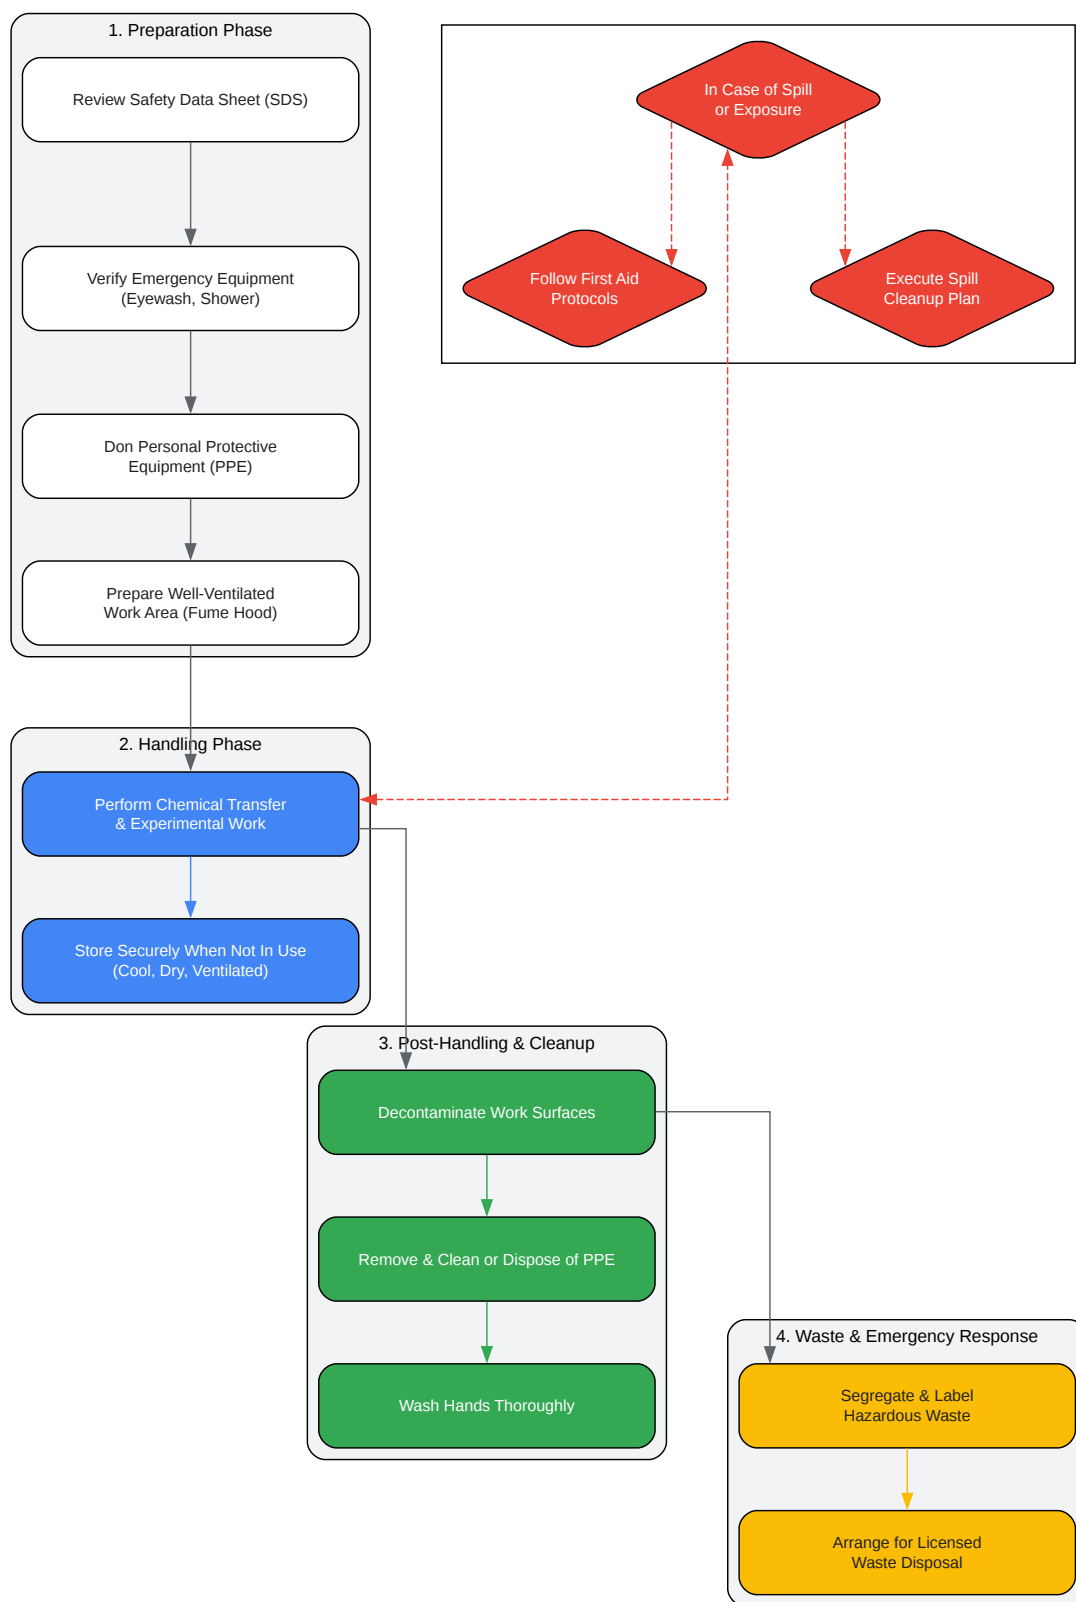 1. Preparation Phase
Review Safety Data Sheet (SDS)
Verify Emergency Equipment
(Eyewash, Shower)
Don Personal Protective
Equipment (PPE)
Prepare Well-Ventilated
Work Area (Fume Hood)
In Case of Spill
or Exposure
Follow First Aid
Protocols
Execute Spill
Cleanup Plan
2. Handling Phase
Perform Chemical Transfer
& Experimental Work
Store Securely When Not In Use
(Cool, Dry, Ventilated)
3. Post-Handling & Cleanup
Decontaminate Work Surfaces
Remove & Clean or Dispose of PPE
Wash Hands Thoroughly
4. Waste & Emergency Response
Segregate & Label
Hazardous Waste
Arrange for Licensed
Waste Disposal